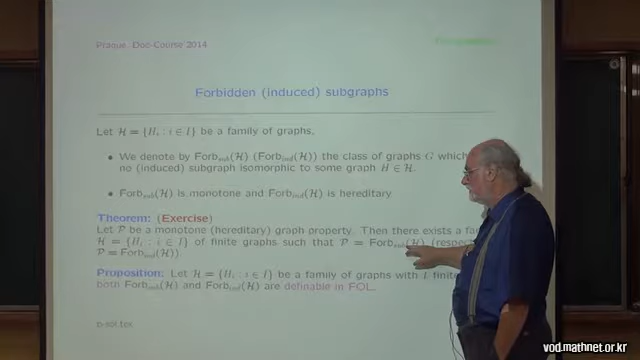 Prague, Doc-Course 2014
Forbidden (induced) subgraphs
Let ℋ = {Hᵢ : i ∈ I} be a family of graphs.
• We denote by Forb_sub(ℋ) (Forb_ind(ℋ)) the class of graphs G which
no (induced) subgraph isomorphic to some graph H ∈ ℋ.
• Forb_sub(ℋ) is monotone and Forb_ind(ℋ) is hereditary
Theorem: (Exercise)
Let 𝒫 be a monotone (hereditary) graph property. Then there exists a
ℋ = {Hᵢ : i ∈ I} of finite graphs such that 𝒫 = Forb_sub(ℋ)
𝒫 = Forb_ind(ℋ))
Proposition: Let ℋ = {Hᵢ : i ∈ I} be a family of graphs with I
both Forb_sub(ℋ) and Forb_ind(ℋ) are definable in FOL.
vod.mathnet.or.kr